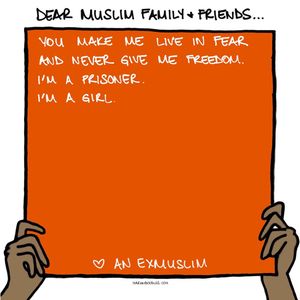 DEAR MUSLIM FAMILY + FRIENDS...
YOU MAKE ME LIVE IN FEAR
AND NEVER GIVE ME FREEDOM.
I'M A PRISONER.
I'M A GIRL.
♡ AN EXMUSLIM